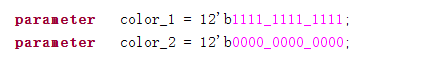 parameter color_1 = 12'b1111_1111_1111;
parameter color_2 = 12'b0000_0000_0000;